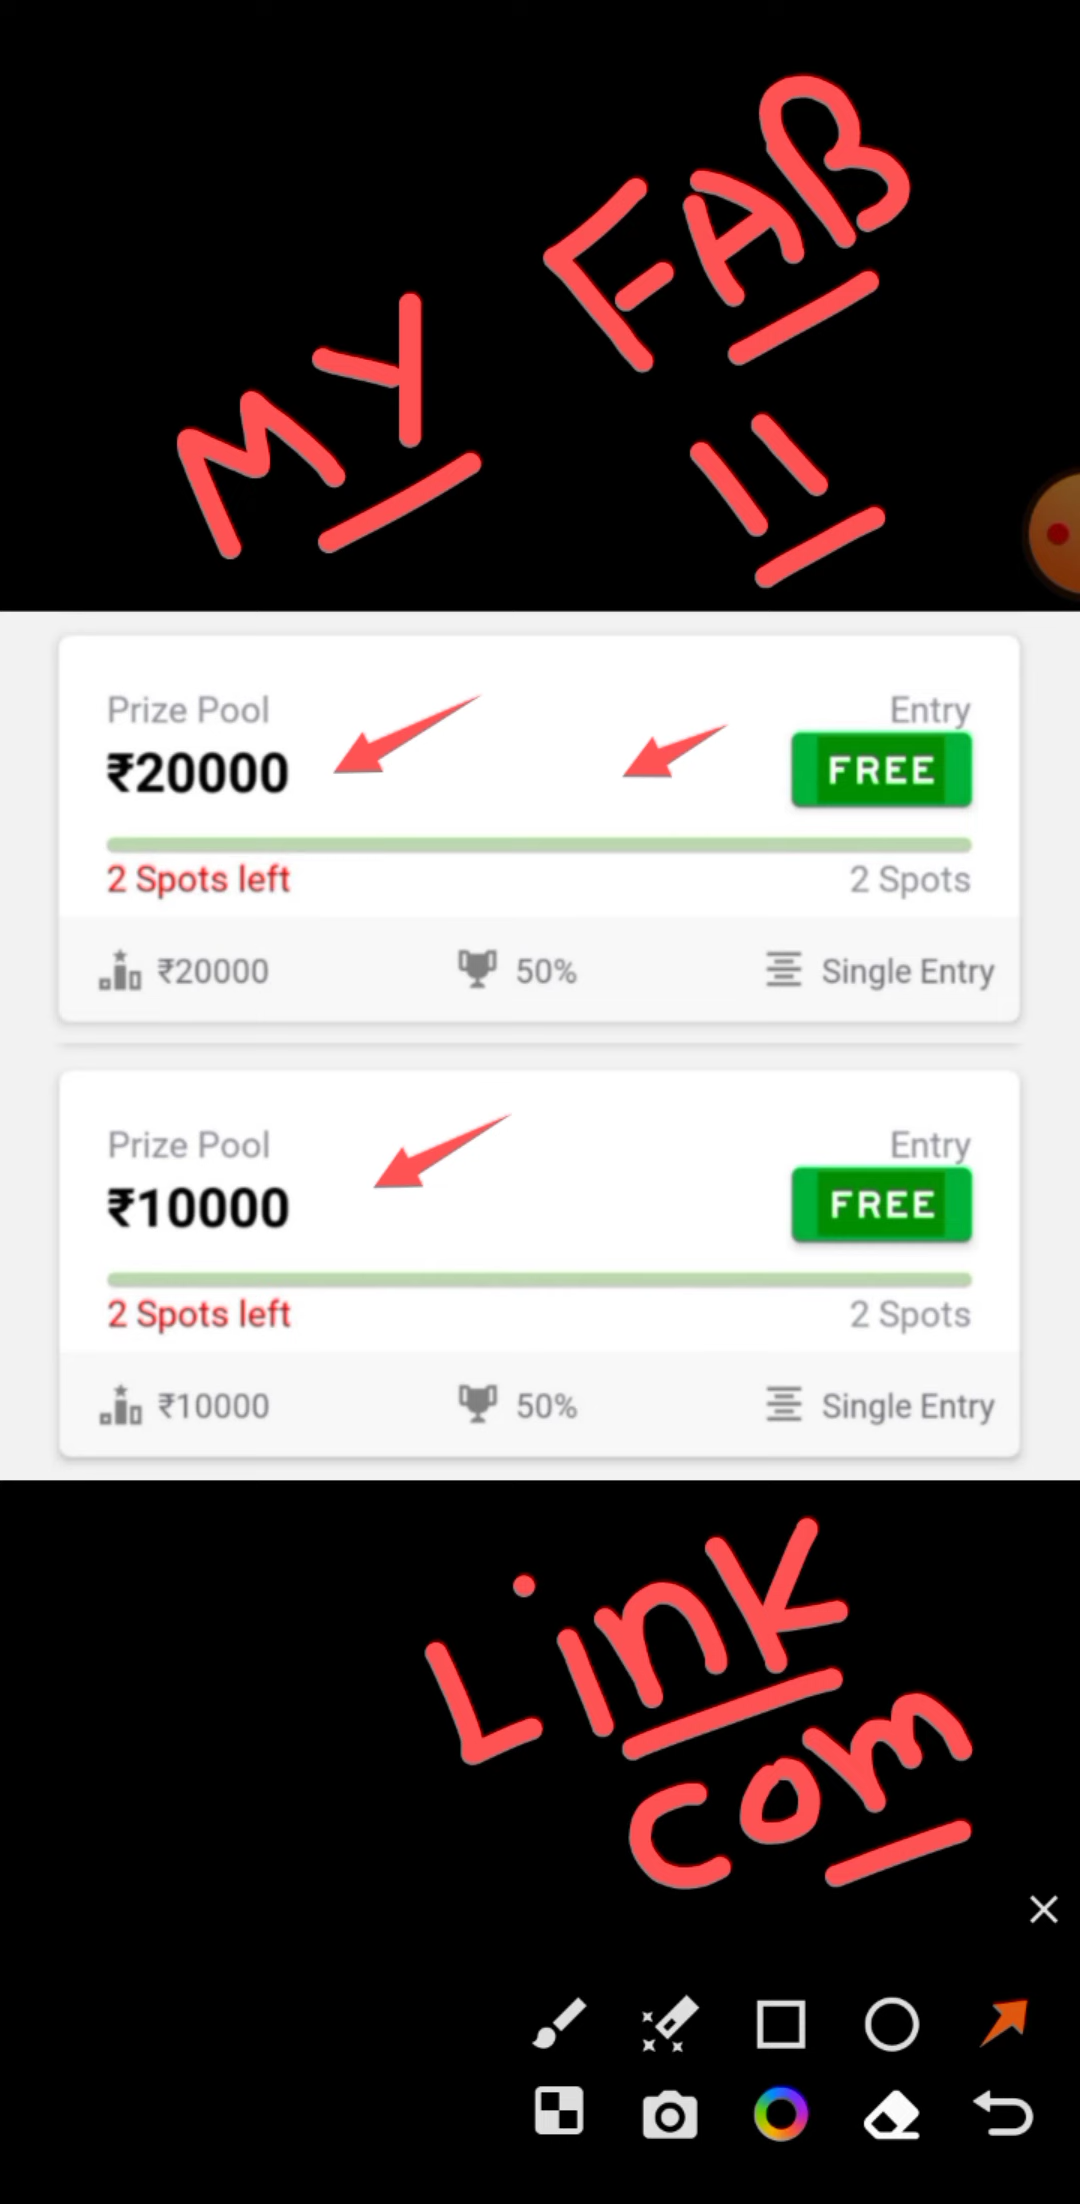 MY FAB
11
Prize Pool Entry
₹20000 FREE
2 Spots left 2 Spots
₹20000 50% Single Entry
Prize Pool Entry
₹10000 FREE
2 Spots left 2 Spots
₹10000 50% Single Entry
Link
com